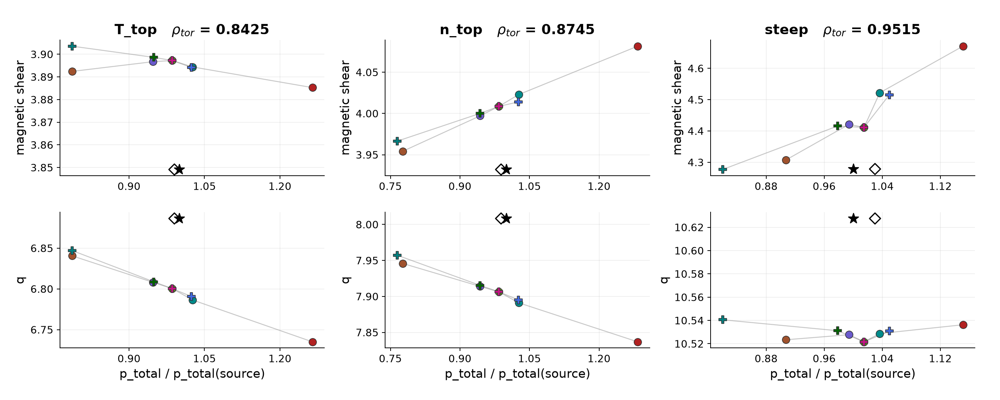 T_top ρtor = 0.8425
n_top ρtor = 0.8745
steep ρtor = 0.9515
magnetic shear
3.90
3.89
3.88
3.87
3.86
3.85
0.90 1.05 1.20
magnetic shear
4.05
4.00
3.95
0.75 0.90 1.05 1.20
magnetic shear
4.6
4.5
4.4
4.3
0.88 0.96 1.04 1.12
q
6.85
6.80
6.75
0.90 1.05 1.20
p_total / p_total(source)
q
8.00
7.95
7.90
7.85
0.75 0.90 1.05 1.20
p_total / p_total(source)
q
10.62
10.60
10.58
10.56
10.54
10.52
0.88 0.96 1.04 1.12
p_total / p_total(source)